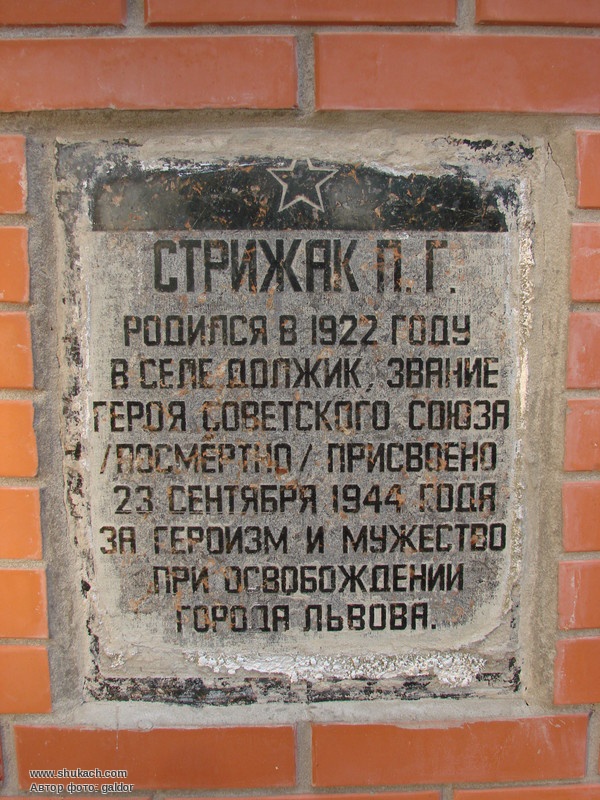 СТРИЖАК П. Г.
РОДИЛСЯ В 1922 ГОДУ
В СЕЛЕ ДОЛЖИК, ЗВАНИЕ
ГЕРОЯ СОВЕТСКОГО СОЮЗА
/ПОСМЕРТНО/ ПРИСВОЕНО
23 СЕНТЯБРЯ 1944 ГОДА
ЗА ГЕРОИЗМ И МУЖЕСТВО
ПРИ ОСВОБОЖДЕНИИ
ГОРОДА ЛЬВОВА.
www.shukach.com
Автор фото: galdor